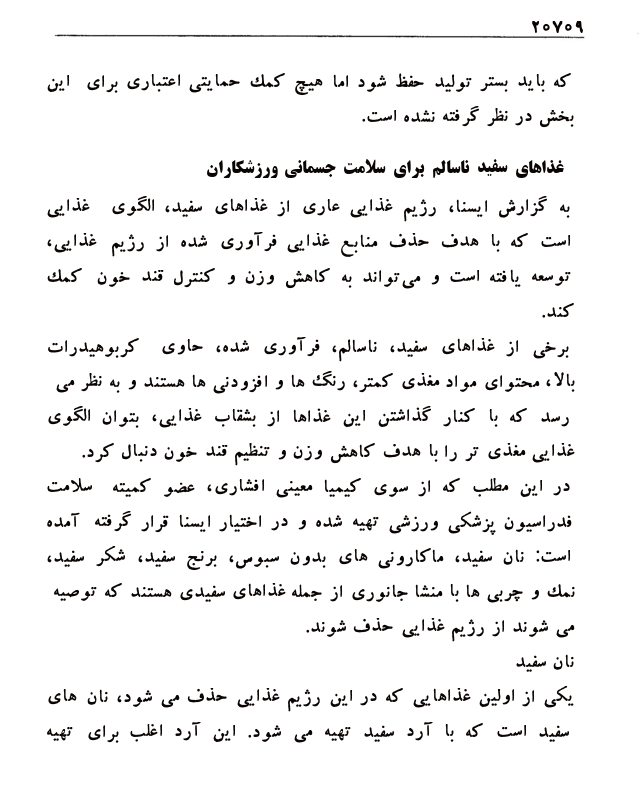 ۲۰۷۰۹
که باید بستر تولید حفظ شود اما هیچ کمك حمایتی اعتباری برای این
بخش در نظر گرفته نشده است.
غذاهای سفید ناسالم برای سلامت جسمانی ورزشکاران
به گزارش ایسنا، رژیم غذایی عاری از غذاهای سفید، الگوی غذایی
است که با هدف حذف منابع غذایی فرآوری شده از رژیم غذایی،
توسعه یافته است و می‌تواند به کاهش وزن و کنترل قند خون کمك
کند.
برخی از غذاهای سفید، ناسالم، فرآوری شده، حاوی کربوهیدرات
بالا، محتوای مواد مغذی کمتر، رنگ ها و افزودنی ها هستند و به نظر می
رسد که با کنار گذاشتن این غذاها از بشقاب غذایی، بتوان الگوی
غذایی مغذی تر را با هدف کاهش وزن و تنظیم قند خون دنبال کرد.
در این مطلب که از سوی کیمیا معینی افشاری، عضو کمیته سلامت
فدراسیون پزشکی ورزشی تهیه شده و در اختیار ایسنا قرار گرفته آمده
است: نان سفید، ماکارونی های بدون سبوس، برنج سفید، شکر سفید،
نمك و چربی ها با منشا جانوری از جمله غذاهای سفیدی هستند که توصیه
می شوند از رژیم غذایی حذف شوند.
نان سفید
یکی از اولین غذاهایی که در این رژیم غذایی حذف می شود، نان های
سفید است که با آرد سفید تهیه می شود. این آرد اغلب برای تهیه